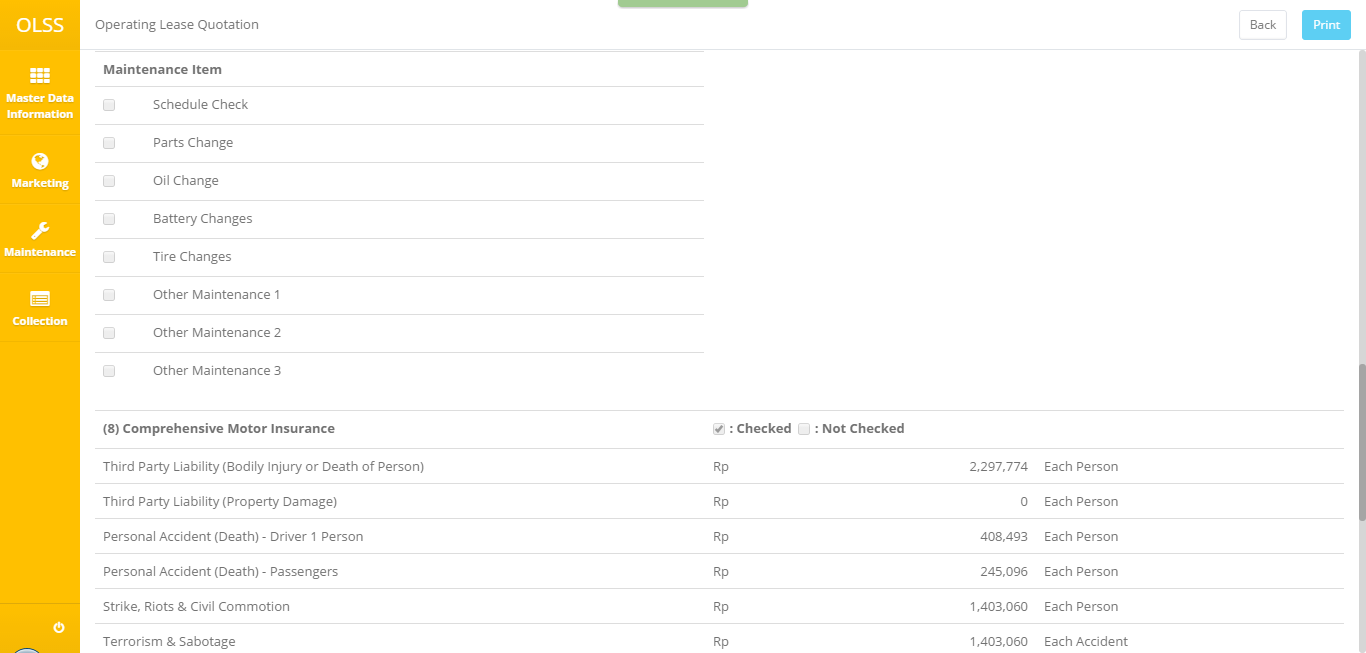 OLSS
Operating Lease Quotation
Back
Print
Master Data
Information
Marketing
Maintenance
Collection
Maintenance Item
Schedule Check
Parts Change
Oil Change
Battery Changes
Tire Changes
Other Maintenance 1
Other Maintenance 2
Other Maintenance 3
(8) Comprehensive Motor Insurance : Checked : Not Checked
Third Party Liability (Bodily Injury or Death of Person) Rp 2,297,774 Each Person
Third Party Liability (Property Damage) Rp 0 Each Person
Personal Accident (Death) - Driver 1 Person Rp 408,493 Each Person
Personal Accident (Death) - Passengers Rp 245,096 Each Person
Strike, Riots & Civil Commotion Rp 1,403,060 Each Person
Terrorism & Sabotage Rp 1,403,060 Each Accident